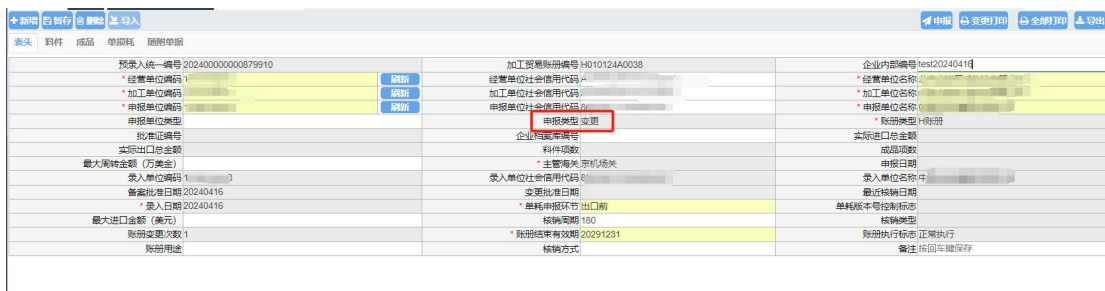 新增 暂存 删除 导入 申报 变更打印 全部打印 导出
表头 料件 成品 单损耗 随附单据
预录入统一编号 202400000000879910 加工贸易账册编号 H010124A0038 企业内部编号 test20240416
* 经营单位编码 刷新 经营单位社会信用代码 * 经营单位名称
* 加工单位编码 刷新 加工单位社会信用代码 * 加工单位名称
* 申报单位编码 刷新 申报单位社会信用代码 * 申报单位名称
申报单位类型 申报类型 变更 * 账册类型 H账册
批准证编号 企业档案库编号 实际进口总金额
实际出口总金额 料件项数 成品项数
最大周转金额（万美金） * 主管海关 京机场关 申报日期
录入单位编码 录入单位社会信用代码 录入单位名称
备案批准日期 20240416 变更批准日期 最近核销日期
* 录入日期 20240416 * 单耗申报环节 出口前 单耗版本号控制标志
最大进口金额（美元） 核销周期 180 核销类型
账册变更次数 1 * 账册结束有效期 20291231 账册执行标志 正常执行
账册用途 核销方式 备注 按回车键保存